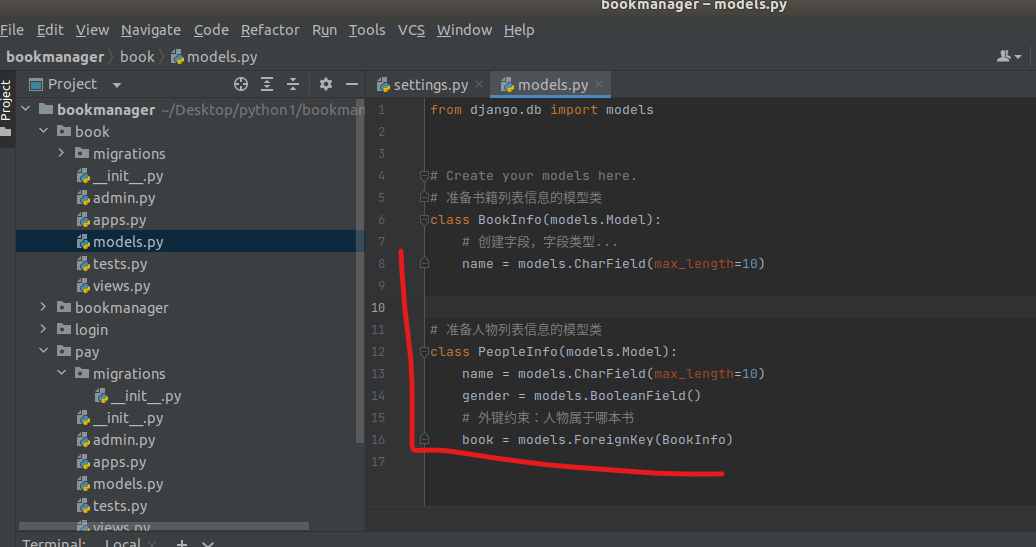 bookmanager – models.py
File Edit View Navigate Code Refactor Run Tools VCS Window Help
bookmanager book models.py
Project
Project
settings.py models.py
bookmanager ~/Desktop/python1/bookman
book
migrations
__init__.py
admin.py
apps.py
models.py
tests.py
views.py
bookmanager
login
pay
migrations
__init__.py
__init__.py
admin.py
apps.py
models.py
tests.py
views.py
1 from django.db import models
2
3
4 # Create your models here.
5 # 准备书籍列表信息的模型类
6 class BookInfo(models.Model):
7 # 创建字段，字段类型...
8 name = models.CharField(max_length=10)
9
10
11 # 准备人物列表信息的模型类
12 class PeopleInfo(models.Model):
13 name = models.CharField(max_length=10)
14 gender = models.BooleanField()
15 # 外键约束：人物属于哪本书
16 book = models.ForeignKey(BookInfo)
17
Terminal: Local